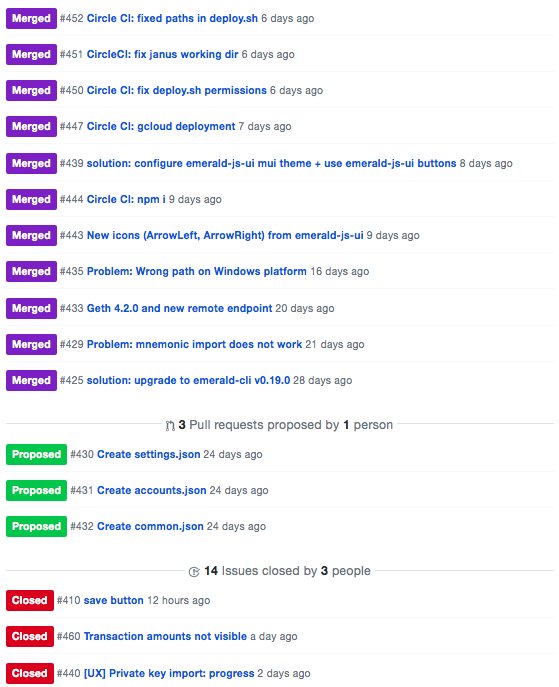 Merged #452 Circle CI: fixed paths in deploy.sh 6 days ago
Merged #451 CircleCI: fix janus working dir 6 days ago
Merged #450 Circle CI: fix deploy.sh permissions 6 days ago
Merged #447 Circle CI: gcloud deployment 7 days ago
Merged #439 solution: configure emerald-js-ui mui theme + use emerald-js-ui buttons 8 days ago
Merged #444 Circle CI: npm i 9 days ago
Merged #443 New icons (ArrowLeft, ArrowRight) from emerald-js-ui 9 days ago
Merged #435 Problem: Wrong path on Windows platform 16 days ago
Merged #433 Geth 4.2.0 and new remote endpoint 20 days ago
Merged #429 Problem: mnemonic import does not work 21 days ago
Merged #425 solution: upgrade to emerald-cli v0.19.0 28 days ago
3 Pull requests proposed by 1 person
Proposed #430 Create settings.json 24 days ago
Proposed #431 Create accounts.json 24 days ago
Proposed #432 Create common.json 24 days ago
14 Issues closed by 3 people
Closed #410 save button 12 hours ago
Closed #460 Transaction amounts not visible a day ago
Closed #440 [UX] Private key import: progress 2 days ago